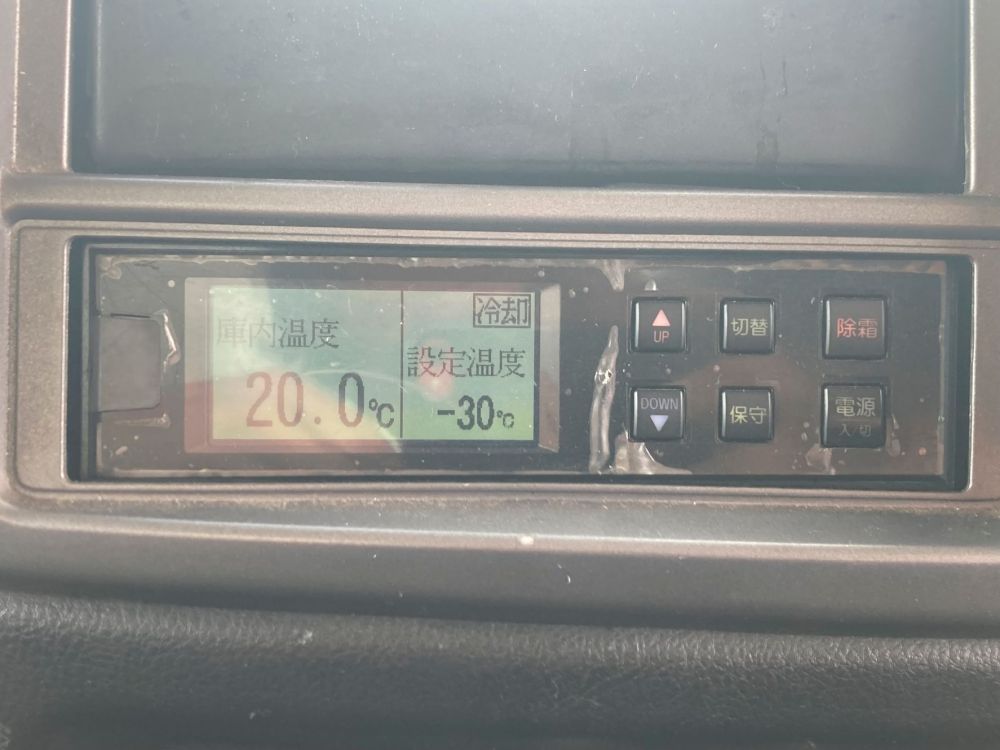 庫内温度
20.0℃
冷却
設定温度
-30℃
UP
切替
除霜
DOWN
保守
電源
入/切